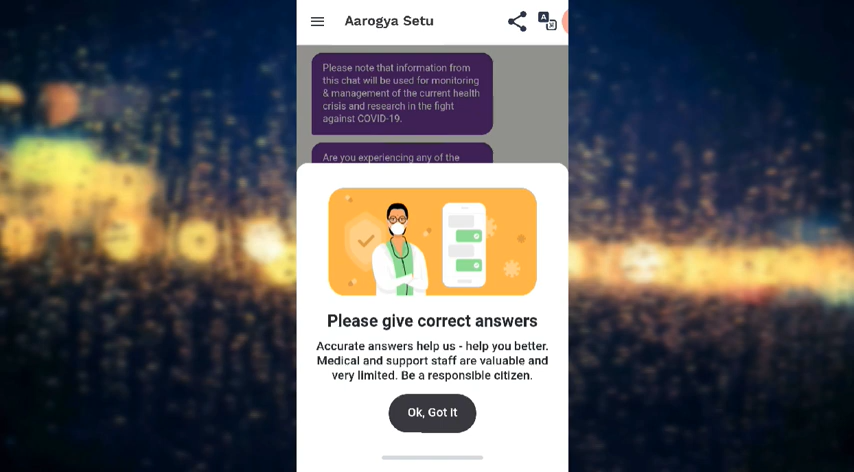 Aarogya Setu
A
Please note that information from
this chat will be used for monitoring
& management of the current health
crisis and research in the fight
against COVID-19.
Are you experiencing any of the
Please give correct answers
Accurate answers help us - help you better.
Medical and support staff are valuable and
very limited. Be a responsible citizen.
Ok, Got it